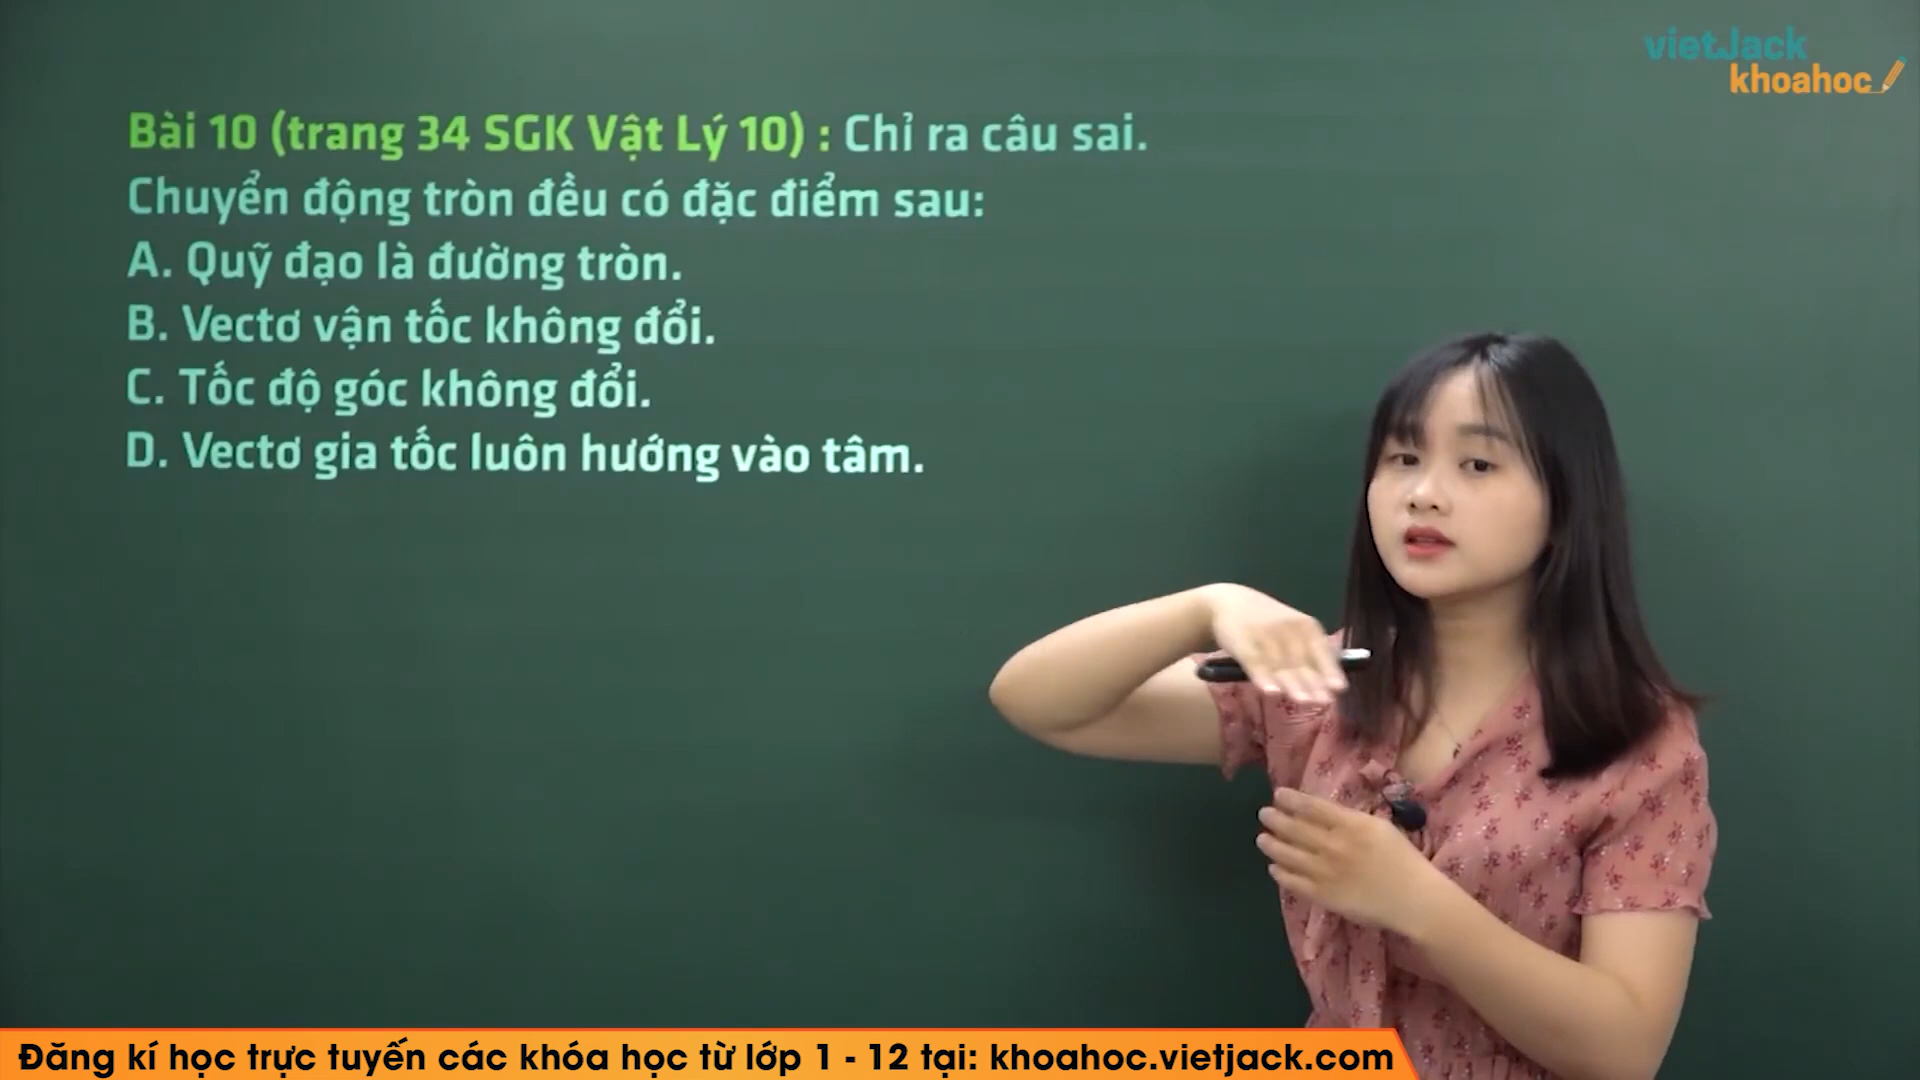 vietJack
khoahoc
Bài 10 (trang 34 SGK Vật Lý 10) : Chỉ ra câu sai.
Chuyển động tròn đều có đặc điểm sau:
A. Quỹ đạo là đường tròn.
B. Vectơ vận tốc không đổi.
C. Tốc độ góc không đổi.
D. Vectơ gia tốc luôn hướng vào tâm.
Đăng kí học trực tuyến các khóa học từ lớp 1 - 12 tại: khoahoc.vietjack.com